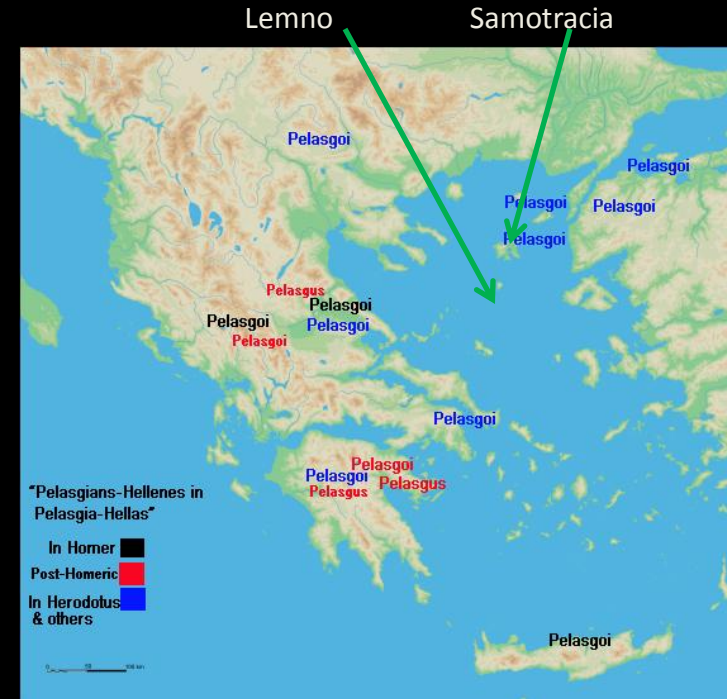 Lemno Samotracia
Pelasgoi
Pelasgoi
Pelasgoi
Pelasgoi
Pelasgoi
Pelasgus
Pelasgoi
Pelasgoi
Pelasgoi
Pelasgoi
Pelasgoi
Pelasgoi
Pelasgoi
Pelasgus
Pelasgus
"Pelasgians-Hellenes in
Pelasgia-Hellas"
In Homer
Post-Homeric
In Herodotus
& others
Pelasgoi